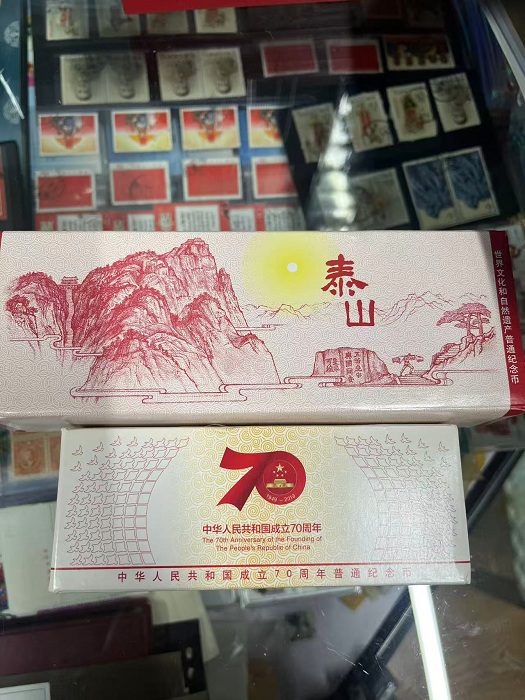 泰山
世界文化和自然遗产普通纪念币
70
1949-2019
中华人民共和国成立70周年
The 70th Anniversary of the Founding of
The People's Republic of China
中华人民共和国成立70周年普通纪念币